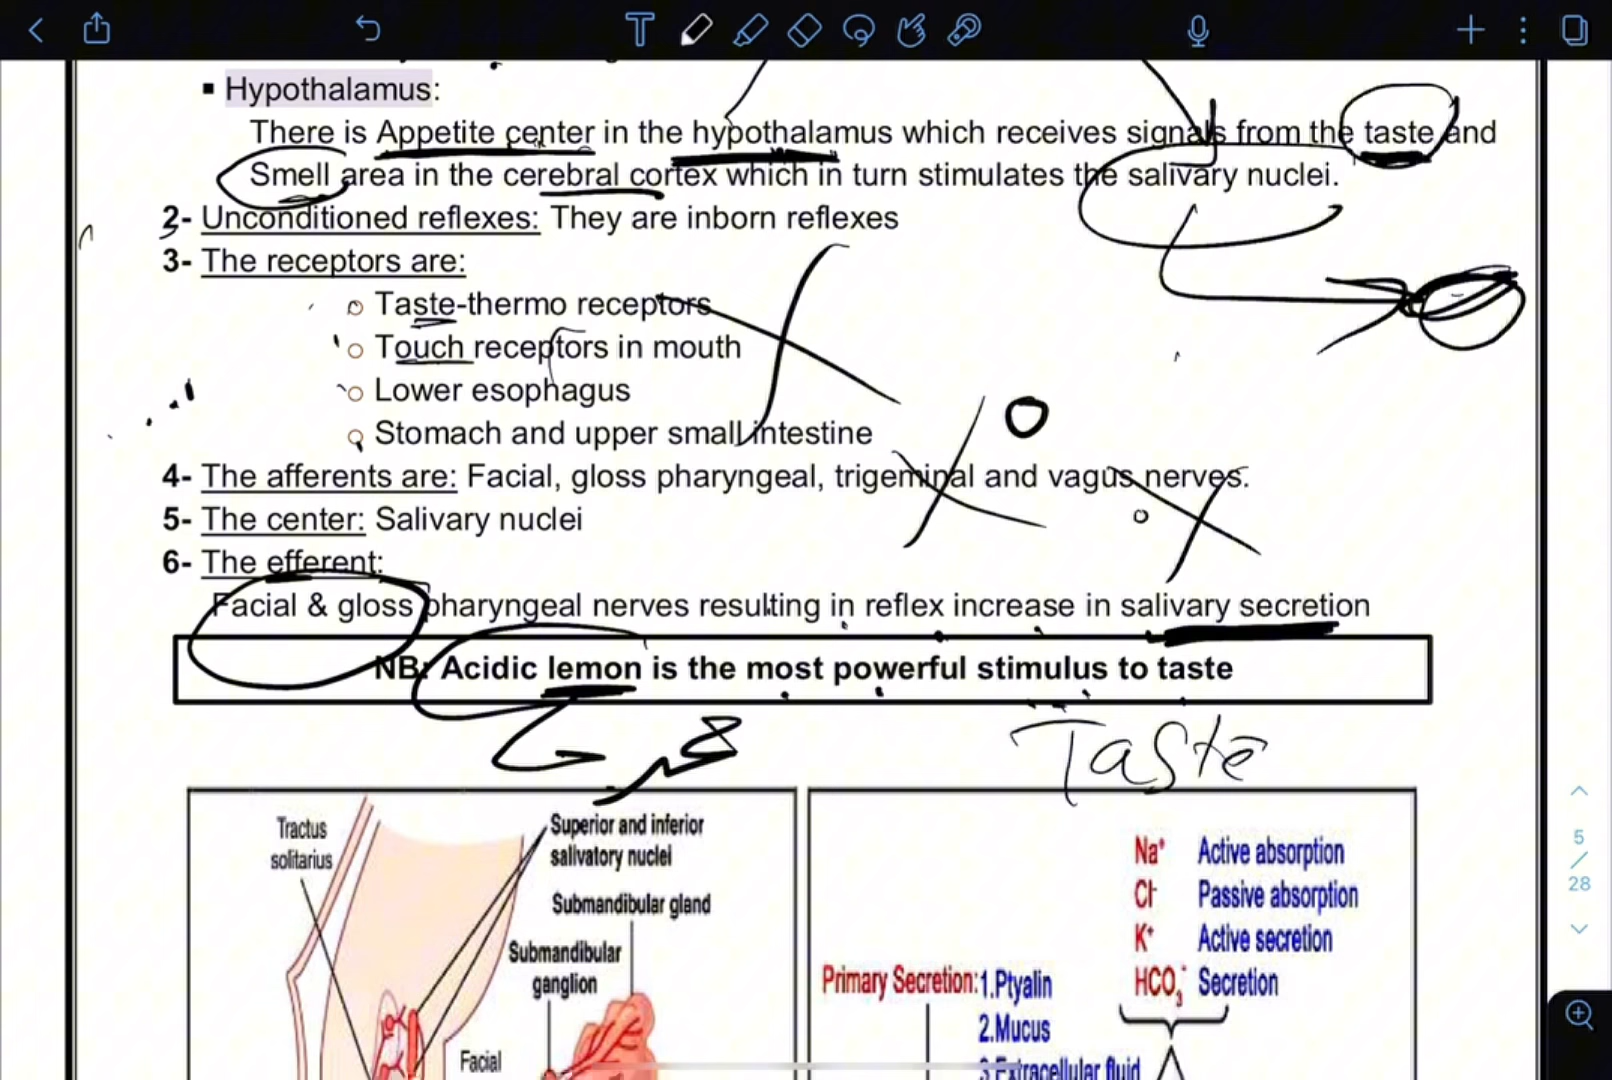 ▪ Hypothalamus:
There is Appetite center in the hypothalamus which receives signals from the taste and
Smell area in the cerebral cortex which in turn stimulates the salivary nuclei.
2- Unconditioned reflexes: They are inborn reflexes
3- The receptors are:
○ Taste-thermo receptors
○ Touch receptors in mouth
○ Lower esophagus
○ Stomach and upper small intestine
4- The afferents are: Facial, gloss pharyngeal, trigeminal and vagus nerves.
5- The center: Salivary nuclei
6- The efferent:
Facial & gloss pharyngeal nerves resulting in reflex increase in salivary secretion
NB: Acidic lemon is the most powerful stimulus to taste
Taste
Tractus
solitarius
Superior and inferior
salivatory nuclei
Submandibular gland
Submandibular
ganglion
Facial
Na⁺ Active absorption
Cl⁻ Passive absorption
K⁺ Active secretion
HCO₃⁻ Secretion
Primary Secretion: 1.Ptyalin
2.Mucus
3.Extracellular fluid
5
/
28